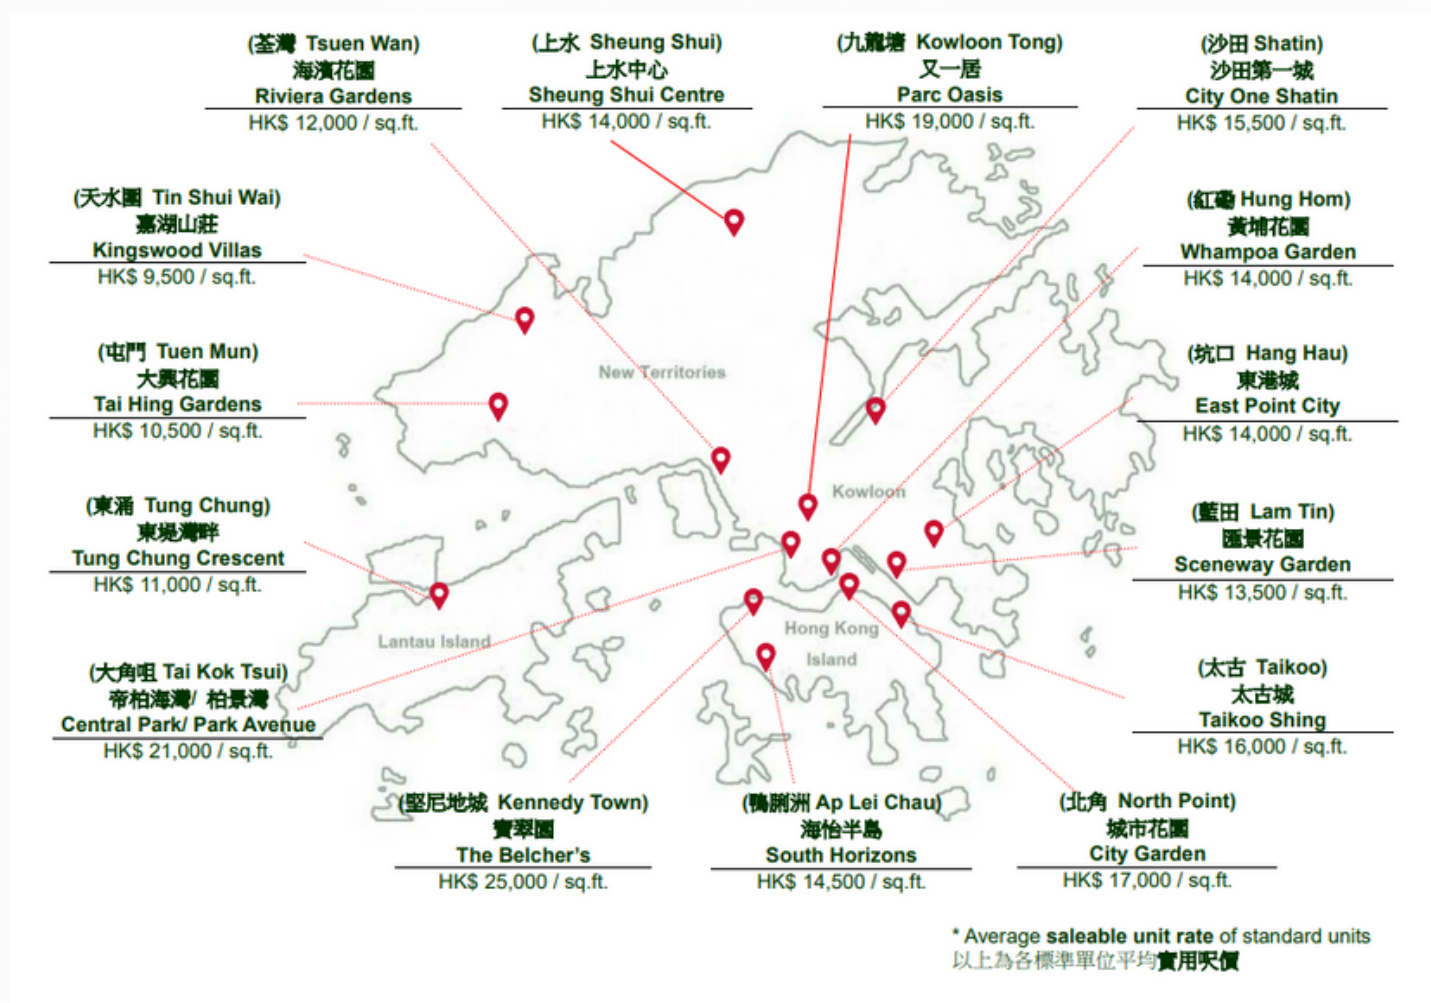 (荃灣 Tsuen Wan)
海濱花園
Riviera Gardens
HK$ 12,000 / sq.ft.
(上水 Sheung Shui)
上水中心
Sheung Shui Centre
HK$ 14,000 / sq.ft.
(九龍塘 Kowloon Tong)
又一居
Parc Oasis
HK$ 19,000 / sq.ft.
(沙田 Shatin)
沙田第一城
City One Shatin
HK$ 15,500 / sq.ft.
(天水圍 Tin Shui Wai)
嘉湖山莊
Kingswood Villas
HK$ 9,500 / sq.ft.
(紅磡 Hung Hom)
黃埔花園
Whampoa Garden
HK$ 14,000 / sq.ft.
(屯門 Tuen Mun)
大興花園
Tai Hing Gardens
HK$ 10,500 / sq.ft.
New Territories
(坑口 Hang Hau)
東港城
East Point City
HK$ 14,000 / sq.ft.
(東涌 Tung Chung)
東堤灣畔
Tung Chung Crescent
HK$ 11,000 / sq.ft.
Kowloon
(藍田 Lam Tin)
匯景花園
Sceneway Garden
HK$ 13,500 / sq.ft.
Lantau Island
Hong Kong
Island
(大角咀 Tai Kok Tsui)
帝柏海灣/ 柏景灣
Central Park/ Park Avenue
HK$ 21,000 / sq.ft.
(太古 Taikoo)
太古城
Taikoo Shing
HK$ 16,000 / sq.ft.
(堅尼地城 Kennedy Town)
寶翠園
The Belcher's
HK$ 25,000 / sq.ft.
(鴨脷洲 Ap Lei Chau)
海怡半島
South Horizons
HK$ 14,500 / sq.ft.
(北角 North Point)
城市花園
City Garden
HK$ 17,000 / sq.ft.
* Average saleable unit rate of standard units
以上為各標準單位平均實用呎價